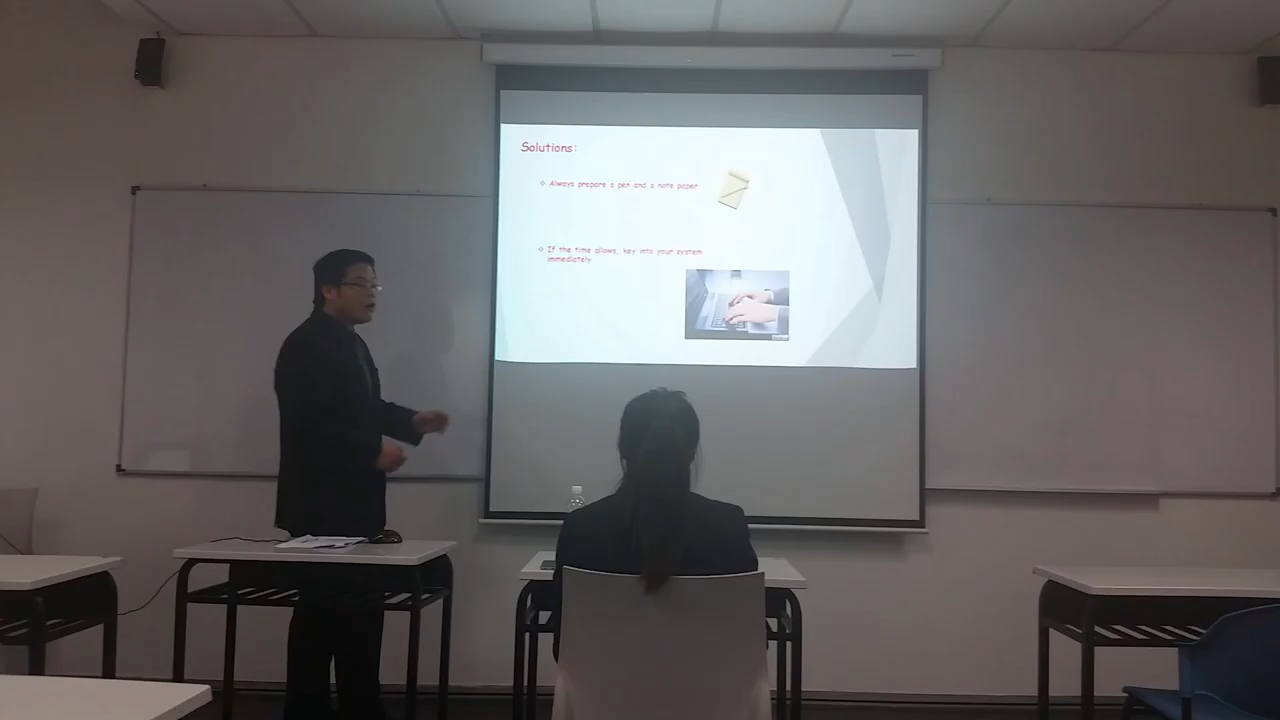 Solutions:
❖ Always prepare a pen and a note paper
❖ If the time allows, key into your system
immediately